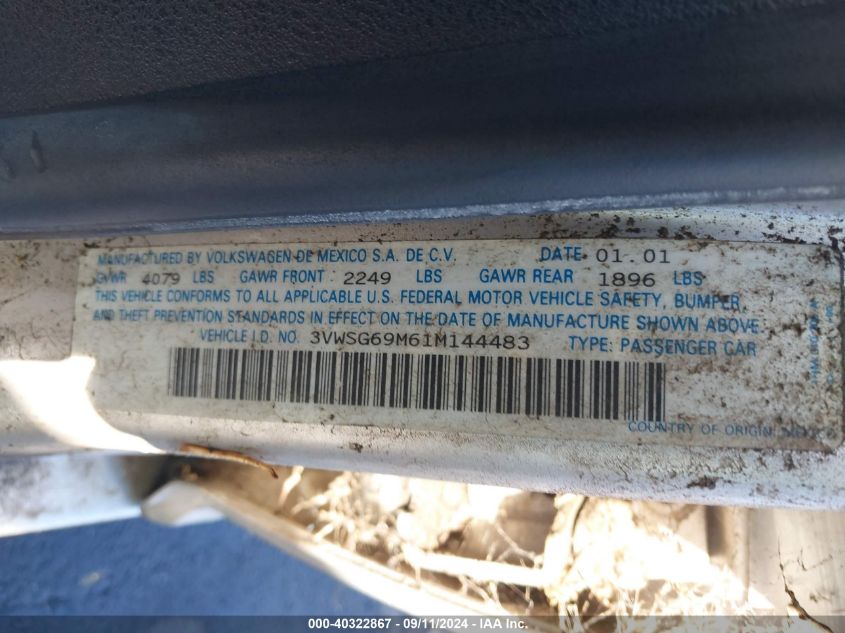 MANUFACTURED BY VOLKSWAGEN DE MEXICO S.A. DE C.V. DATE 01.01
GVWR 4079 LBS GAWR FRONT 2249 LBS GAWR REAR 1896 LBS
THIS VEHICLE CONFORMS TO ALL APPLICABLE U.S. FEDERAL MOTOR VEHICLE SAFETY, BUMPER,
AND THEFT PREVENTION STANDARDS IN EFFECT ON THE DATE OF MANUFACTURE SHOWN ABOVE.
VEHICLE I.D. NO. 3VWSG69M61M144483 TYPE: PASSENGER CAR
COUNTRY OF ORIGIN:
000-40322867 - 09/11/2024 - IAA Inc.